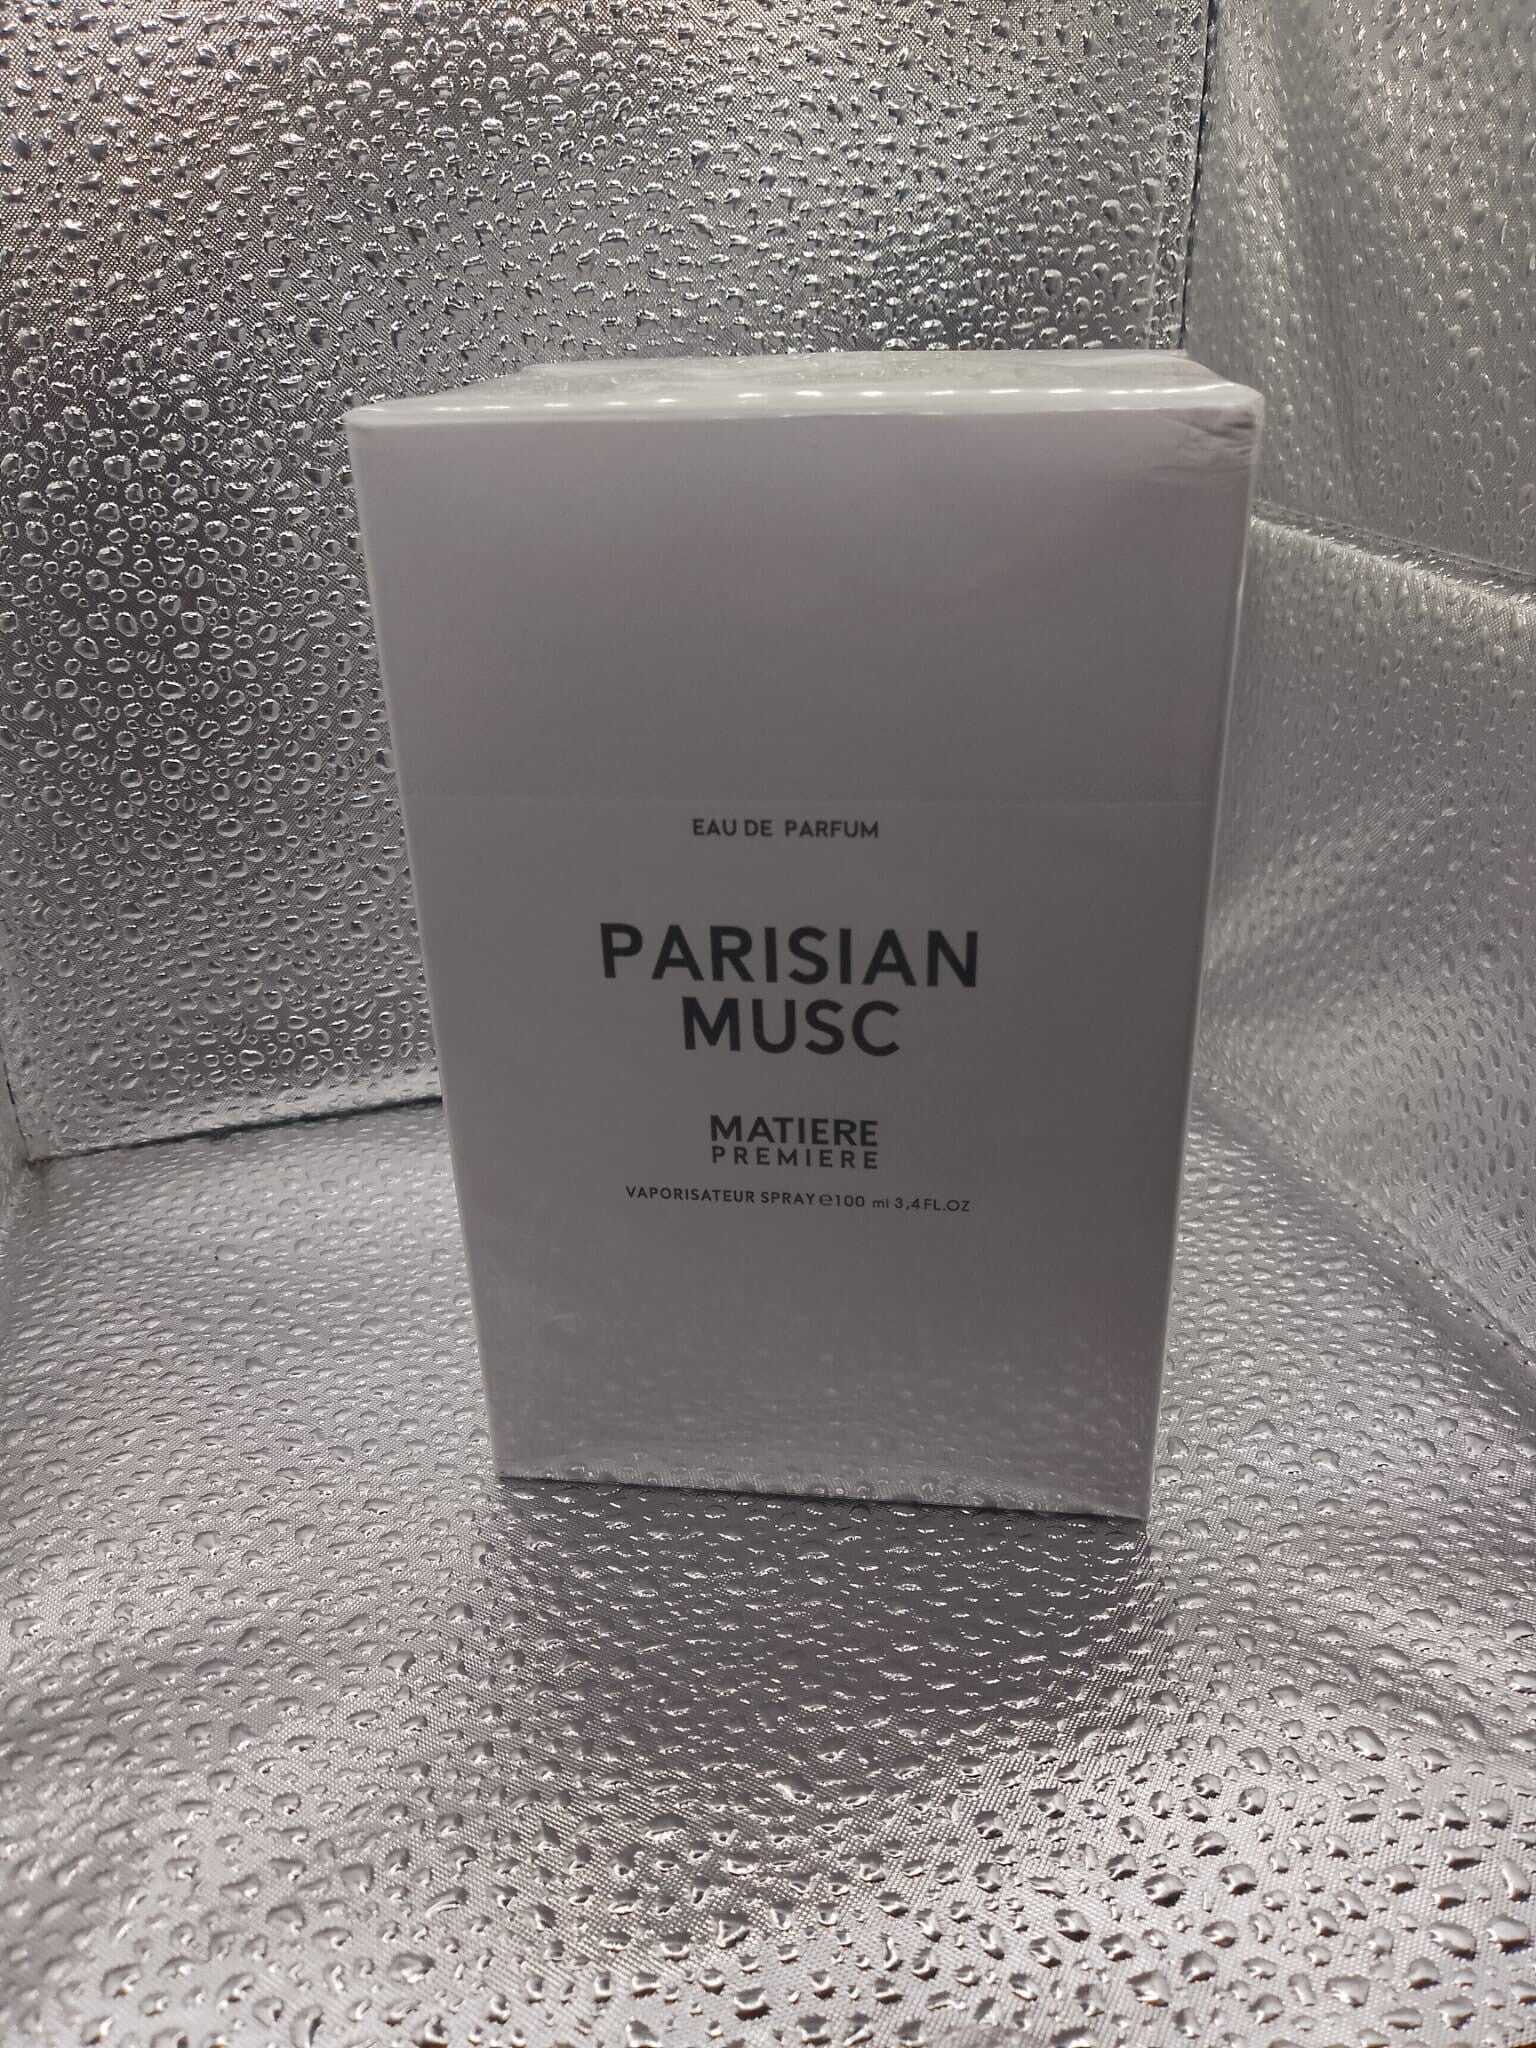 EAU DE PARFUM
PARISIAN
MUSC
MATIERE
PREMIERE
VAPORISATEUR SPRAY ℮100 ml 3,4FL.OZ